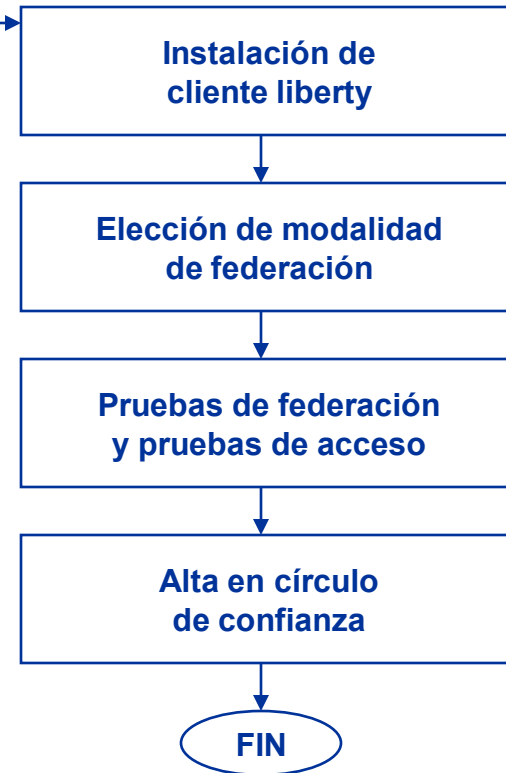 Instalación de
cliente liberty
Elección de modalidad
de federación
Pruebas de federación
y pruebas de acceso
Alta en círculo
de confianza
FIN